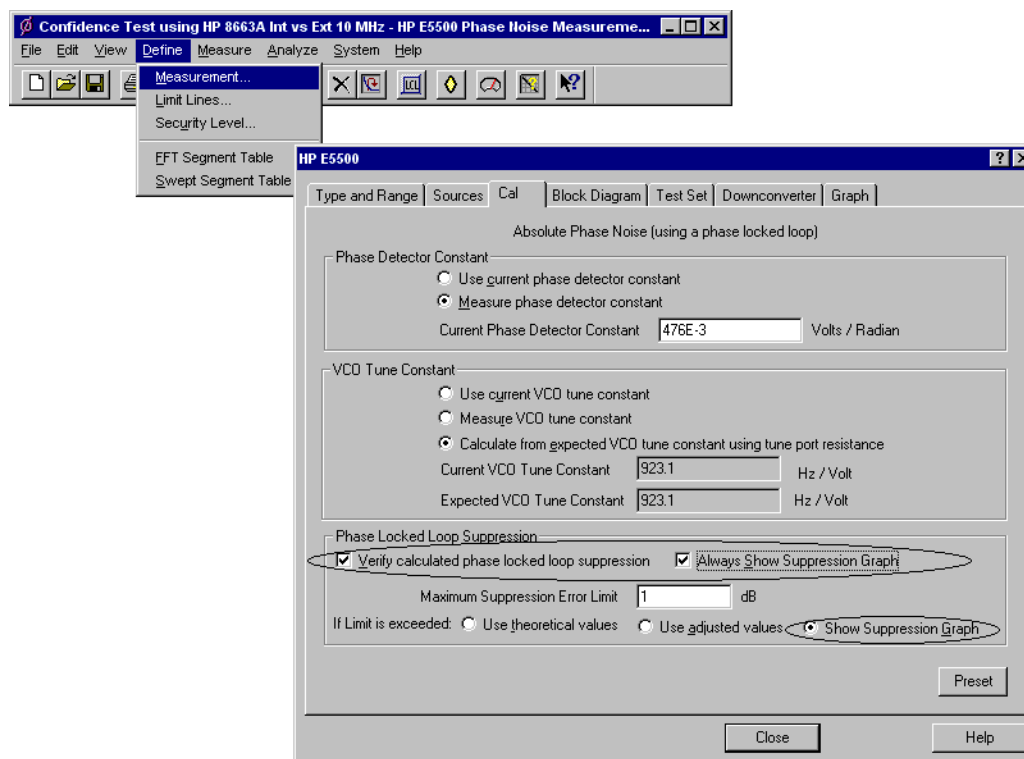 Confidence Test using HP 8663A Int vs Ext 10 MHz - HP E5500 Phase Noise Measureme...
File Edit View Define Measure Analyze System Help
Measurement...
Limit Lines...
Security Level...
FFT Segment Table
Swept Segment Table
LCL
HP E5500
Type and Range Sources Cal Block Diagram Test Set Downconverter Graph
Absolute Phase Noise (using a phase locked loop)
Phase Detector Constant
Use current phase detector constant
Measure phase detector constant
Current Phase Detector Constant 476E-3 Volts / Radian
VCO Tune Constant
Use current VCO tune constant
Measure VCO tune constant
Calculate from expected VCO tune constant using tune port resistance
Current VCO Tune Constant 923.1 Hz / Volt
Expected VCO Tune Constant 923.1 Hz / Volt
Phase Locked Loop Suppression
Verify calculated phase locked loop suppression Always Show Suppression Graph
Maximum Suppression Error Limit 1 dB
If Limit is exceeded: Use theoretical values Use adjusted values Show Suppression Graph
Preset
Close Help